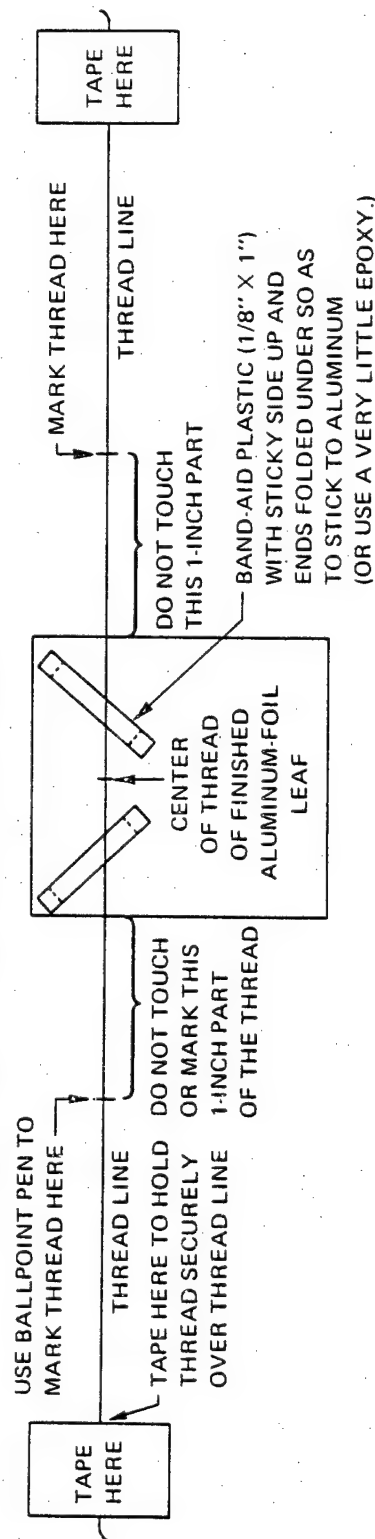 TAPE
HERE
USE BALLPOINT PEN TO
MARK THREAD HERE
THREAD LINE
TAPE HERE TO HOLD
THREAD SECURELY
OVER THREAD LINE
DO NOT TOUCH
OR MARK THIS
1-INCH PART
OF THE THREAD
CENTER
OF THREAD
OF FINISHED
ALUMINUM-FOIL
LEAF
MARK THREAD HERE
THREAD LINE
DO NOT TOUCH
THIS 1-INCH PART
BAND-AID PLASTIC (1/8" X 1")
WITH STICKY SIDE UP AND
ENDS FOLDED UNDER SO AS
TO STICK TO ALUMINUM
(OR USE A VERY LITTLE EPOXY.)
TAPE
HERE